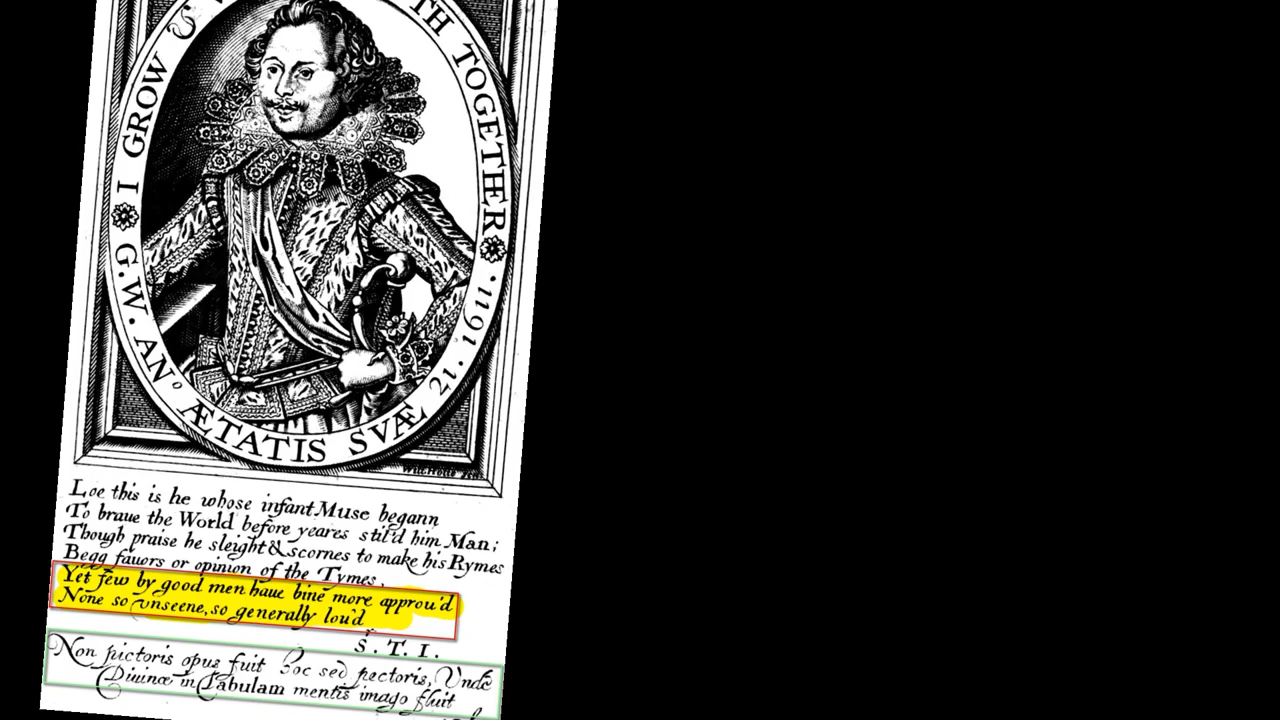 I GROW & W TH TOGETHER
G.W. ANº ÆTATIS SVÆ 21. 1611.
Loe this is he whose infant Muse begann
To braue the World before yeares stil'd him Man;
Though praise he sleight & scornes to make his Rymes
Begg fauors or opinion of the Tymes,
Yet few by good men haue bine more approu'd
None so vnseene, so generally lou'd
S. T. I.
Non pictoris opus fuit hoc sed pectoris, Vnde
Diuinæ in Tabulam mentis imago fluit